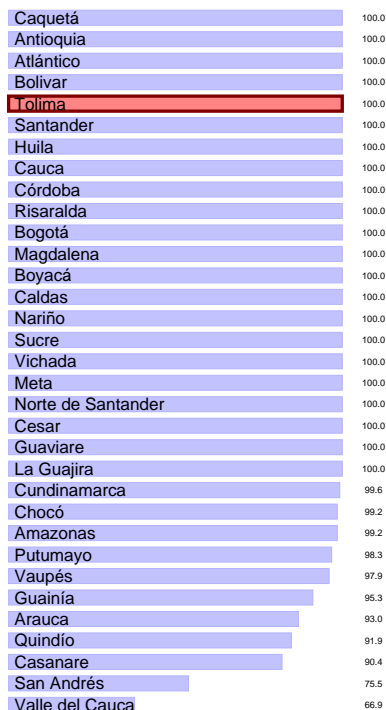 Caquetá 100.0
Antioquia 100.0
Atlántico 100.0
Bolivar 100.0
Tolima 100.0
Santander 100.0
Huila 100.0
Cauca 100.0
Córdoba 100.0
Risaralda 100.0
Bogotá 100.0
Magdalena 100.0
Boyacá 100.0
Caldas 100.0
Nariño 100.0
Sucre 100.0
Vichada 100.0
Meta 100.0
Norte de Santander 100.0
Cesar 100.0
Guaviare 100.0
La Guajira 100.0
Cundinamarca 99.6
Chocó 99.2
Amazonas 99.2
Putumayo 98.3
Vaupés 97.9
Guainía 95.3
Arauca 93.0
Quindío 91.9
Casanare 90.4
San Andrés 75.5
Valle del Cauca 66.9